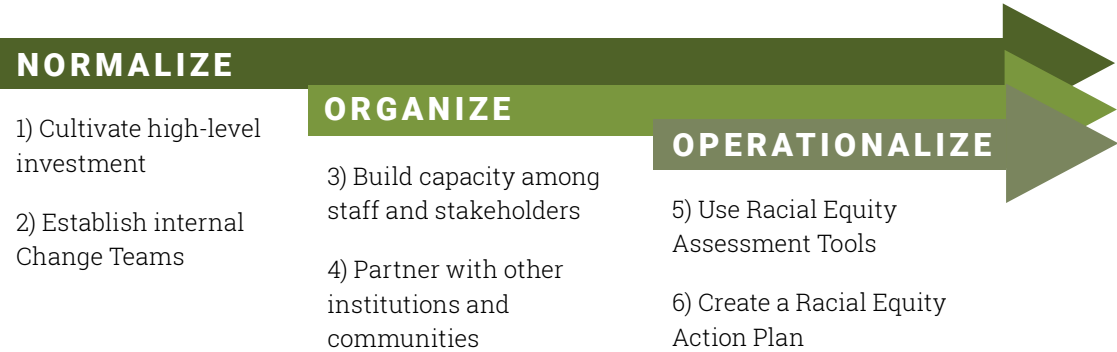 NORMALIZE
1) Cultivate high-level
investment
2) Establish internal
Change Teams
ORGANIZE
3) Build capacity among
staff and stakeholders
4) Partner with other
institutions and
communities
OPERATIONALIZE
5) Use Racial Equity
Assessment Tools
6) Create a Racial Equity
Action Plan